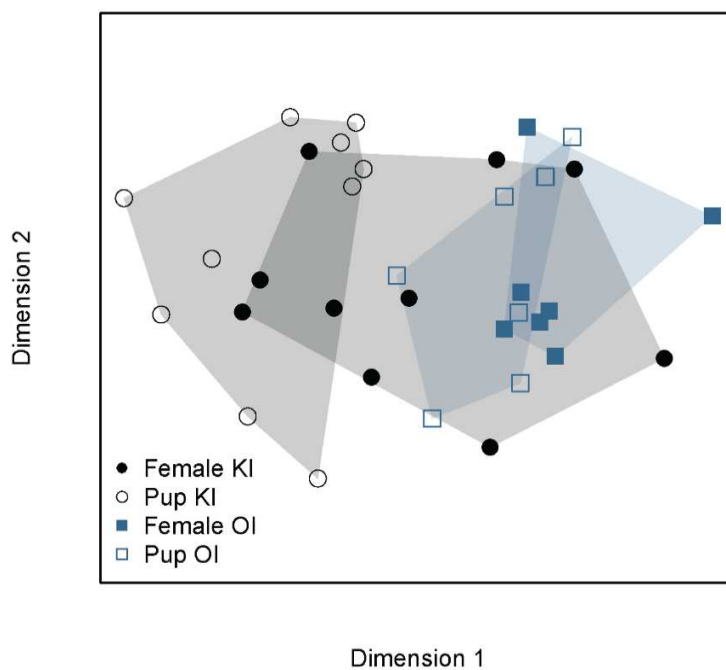 Dimension 2
Female KI
Pup KI
Female OI
Pup OI
Dimension 1